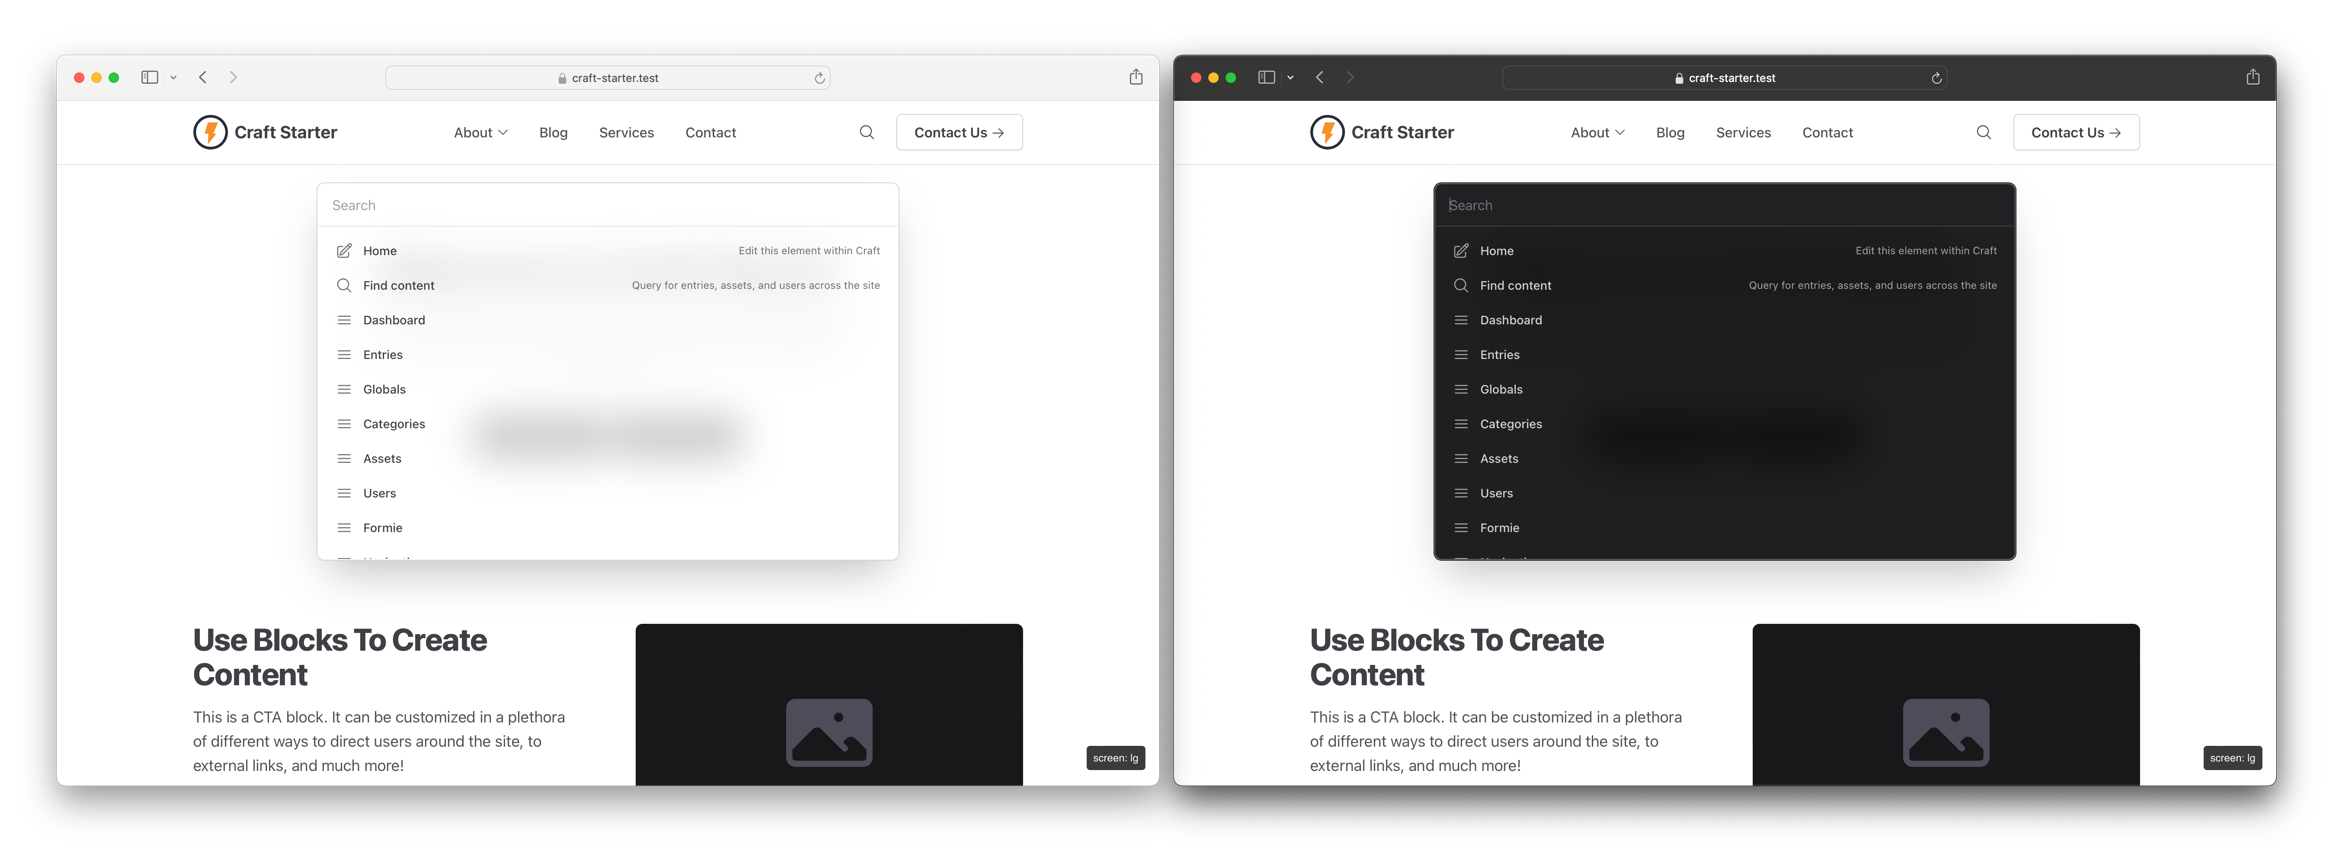 craft-starter.test
Craft Starter
About
Blog
Services
Contact
Contact Us →
Search
Home
Edit this element within Craft
Find content
Query for entries, assets, and users across the site
Dashboard
Entries
Globals
Categories
Assets
Users
Formie
Use Blocks To Create
Content
This is a CTA block. It can be customized in a plethora
of different ways to direct users around the site, to
external links, and much more!
screen: lg
craft-starter.test
Craft Starter
About
Blog
Services
Contact
Contact Us →
Search
Home
Edit this element within Craft
Find content
Query for entries, assets, and users across the site
Dashboard
Entries
Globals
Categories
Assets
Users
Formie
Use Blocks To Create
Content
This is a CTA block. It can be customized in a plethora
of different ways to direct users around the site, to
external links, and much more!
screen: lg